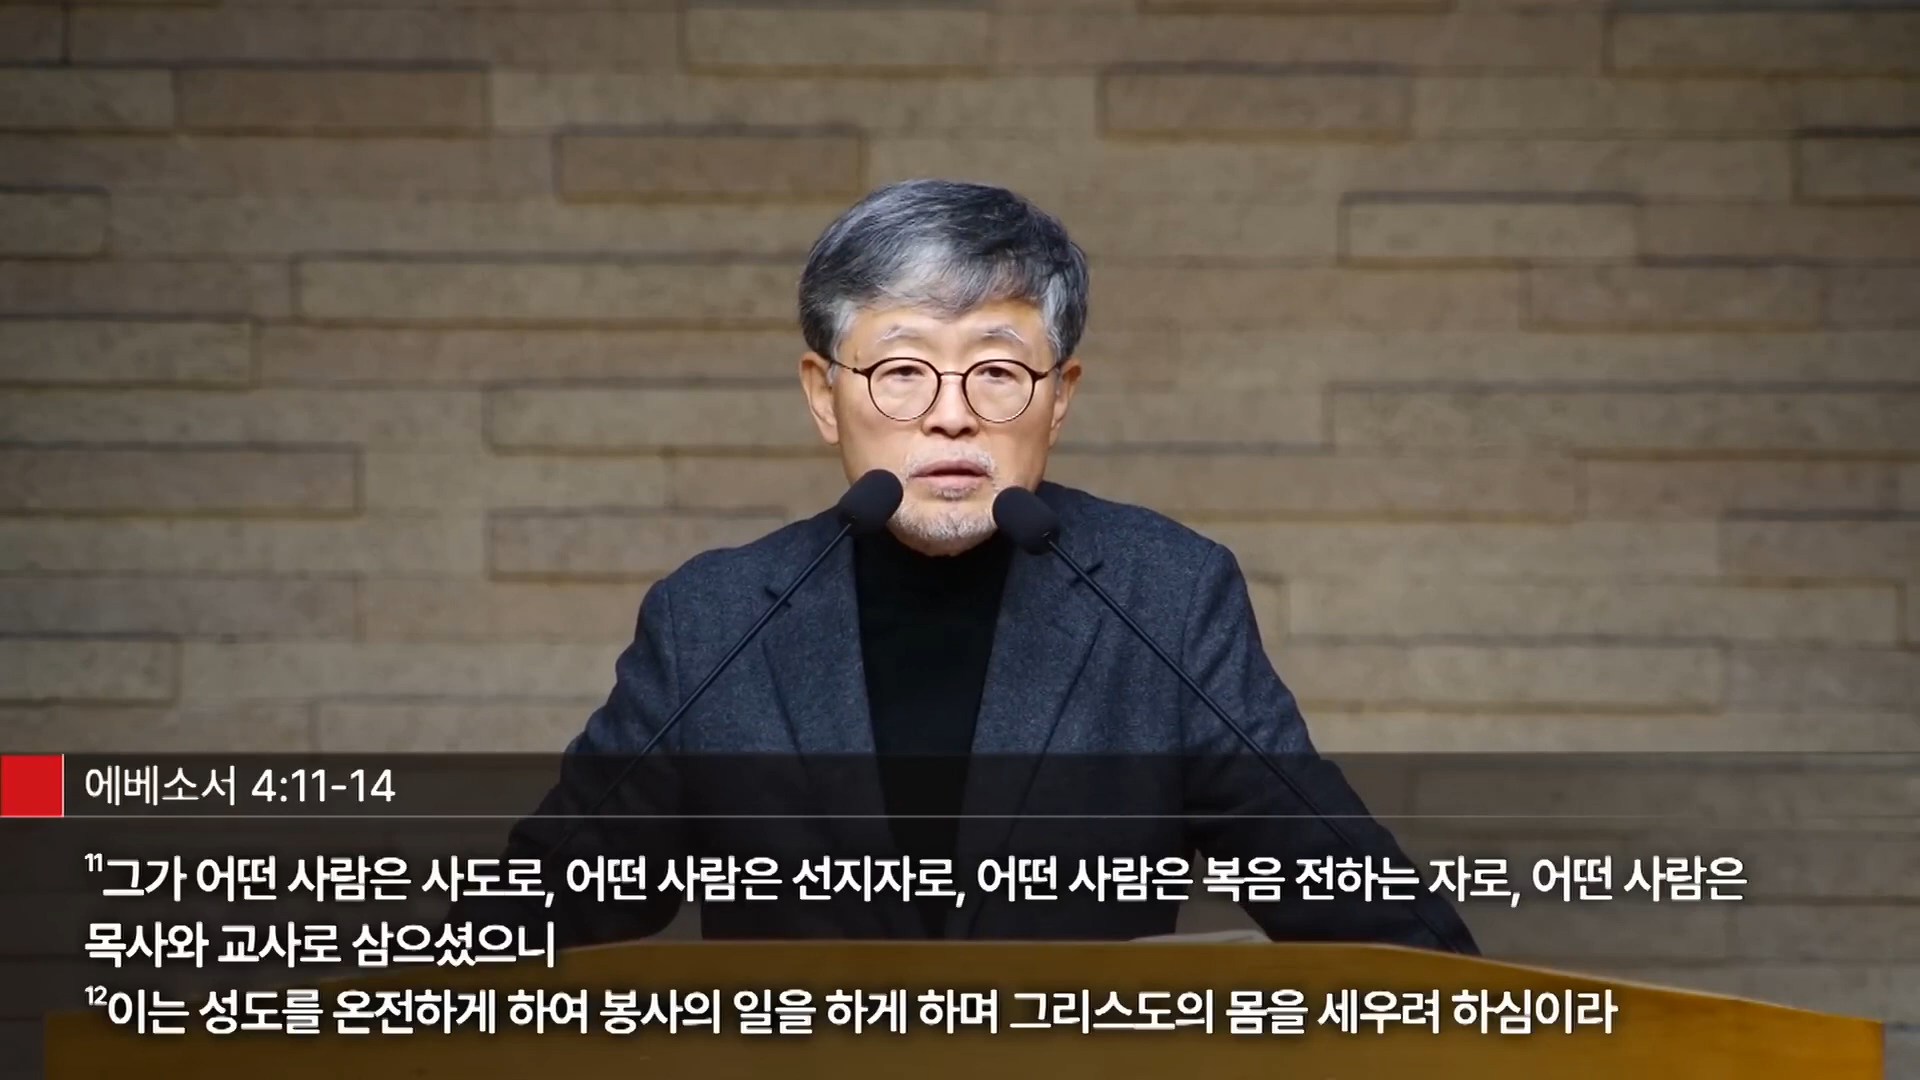 에베소서 4:11-14
¹¹그가 어떤 사람은 사도로, 어떤 사람은 선지자로, 어떤 사람은 복음 전하는 자로, 어떤 사람은
목사와 교사로 삼으셨으니
¹²이는 성도를 온전하게 하여 봉사의 일을 하게 하며 그리스도의 몸을 세우려 하심이라